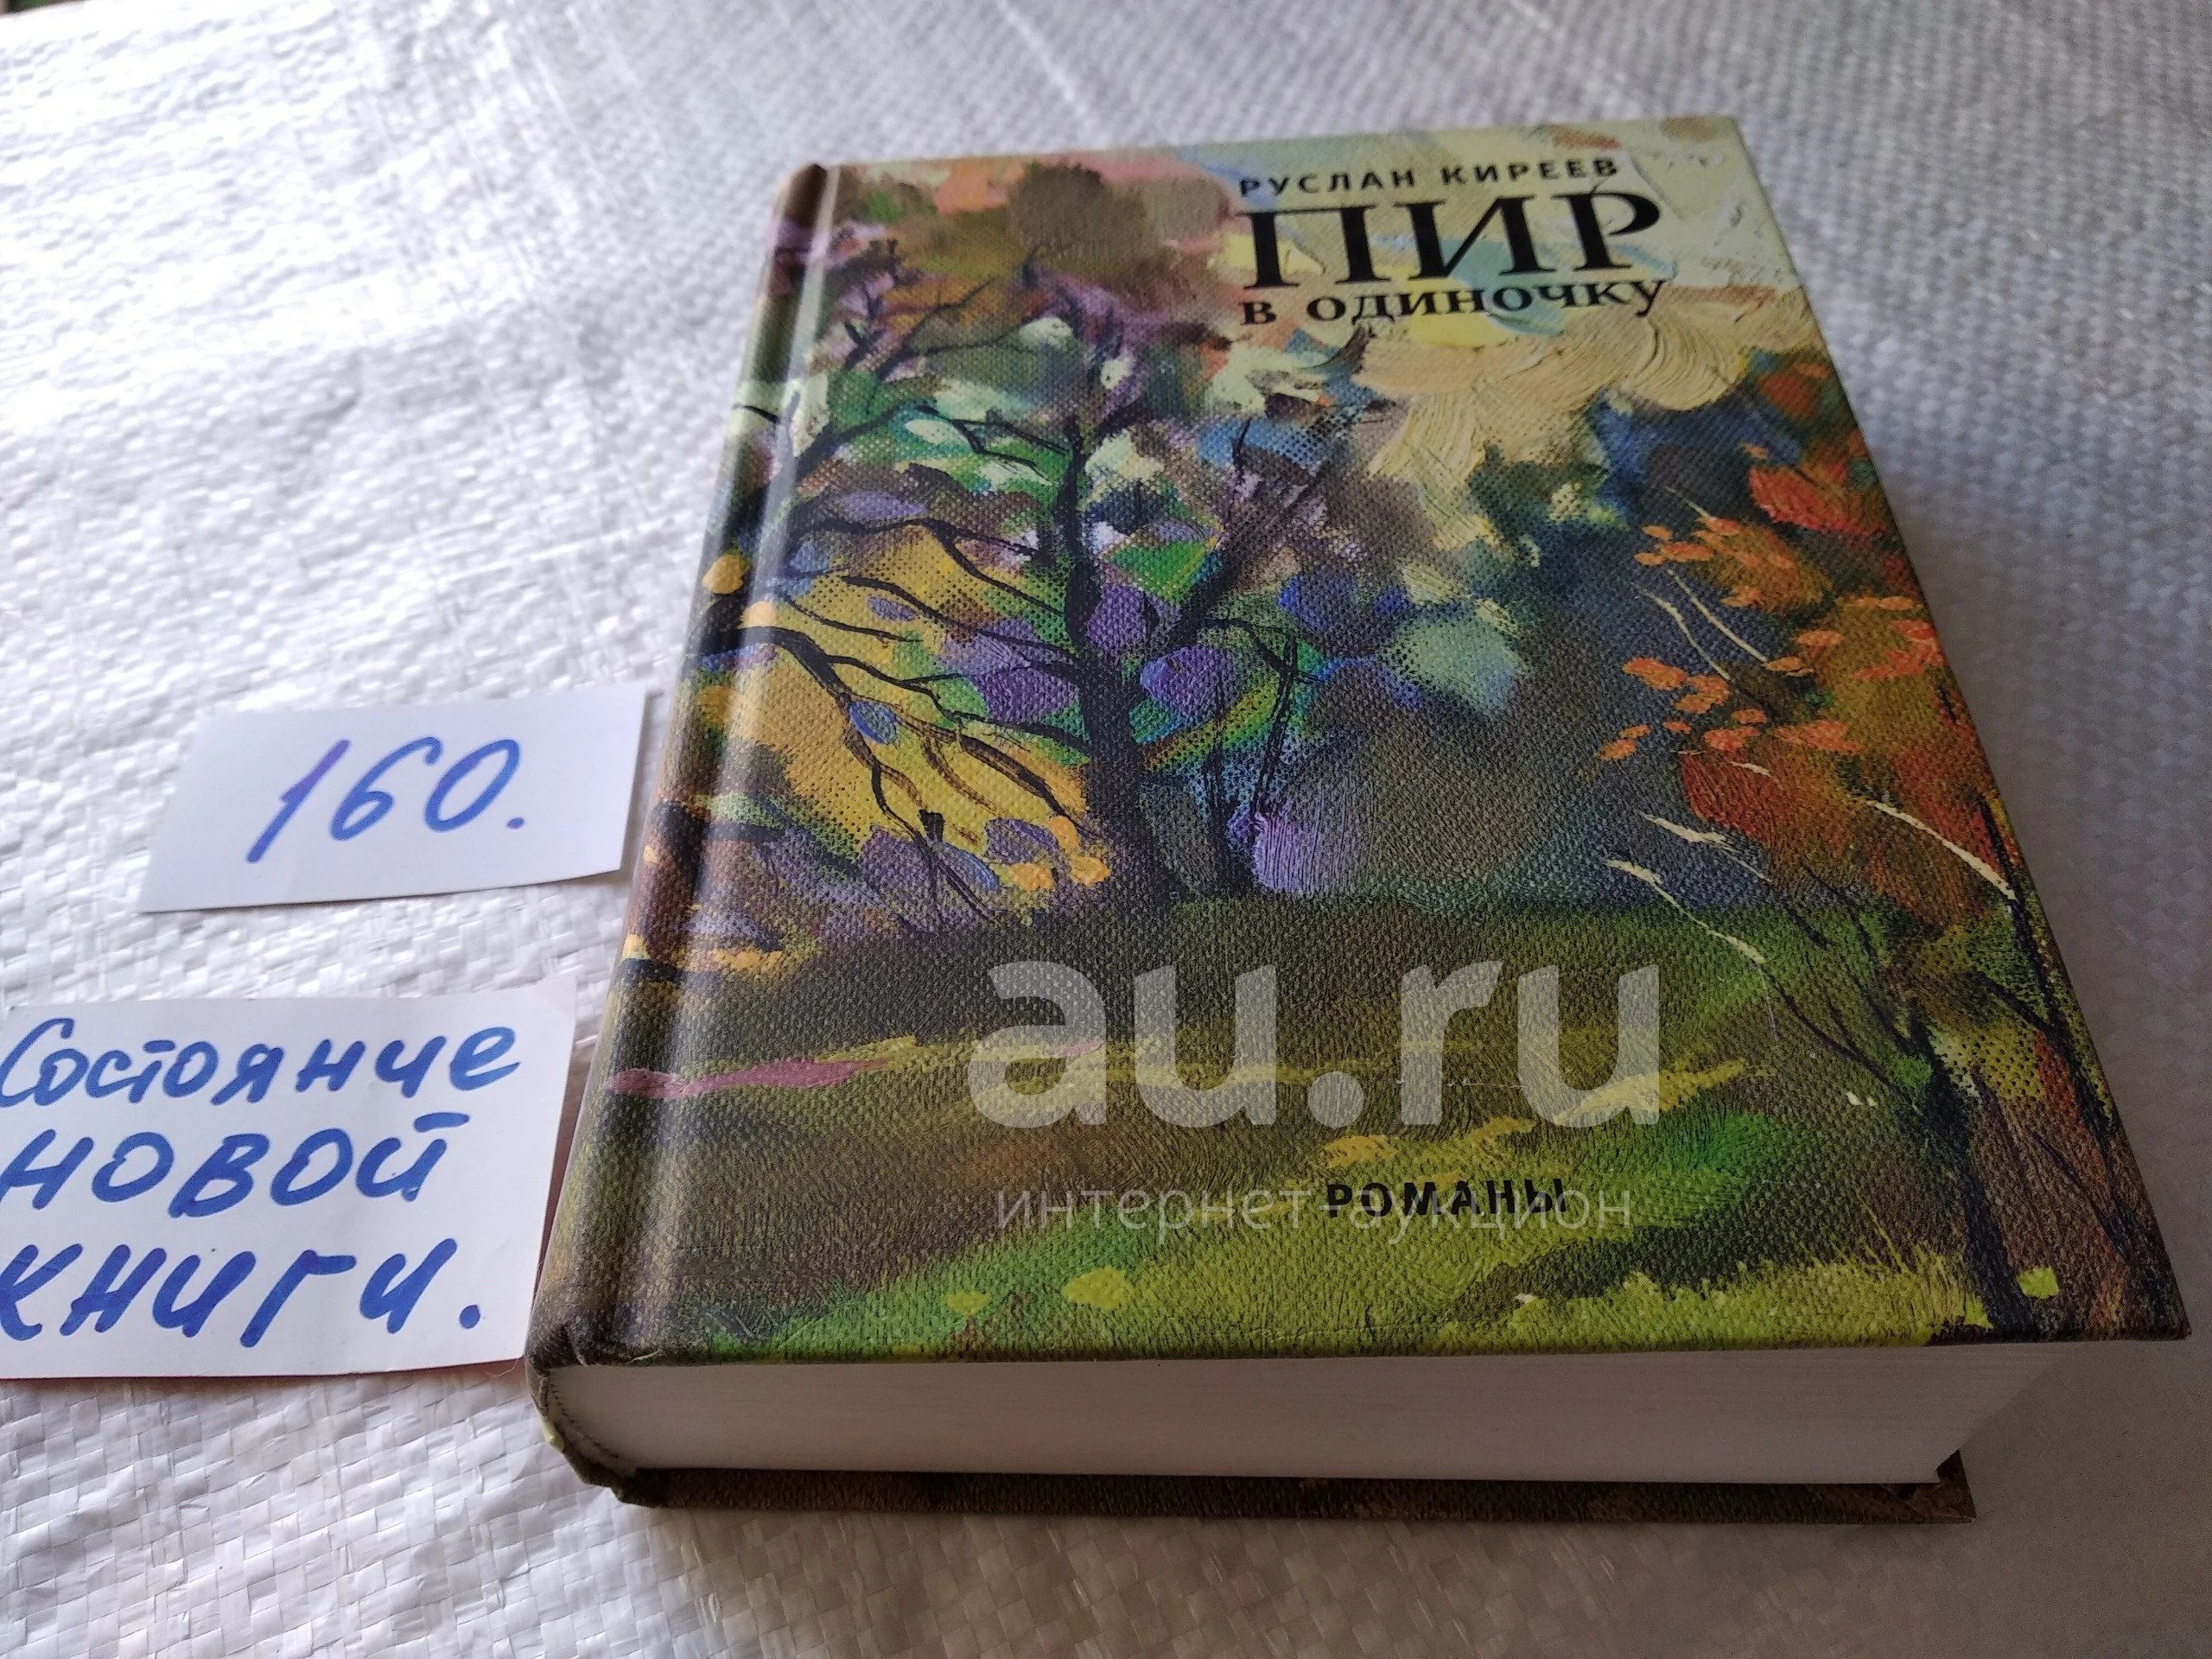 РУСЛАН КИРЕЕВ
ПИР
в одиночку
160.
Состояние
новой
книги.
au.ru
интернет-аукцион
РОМАНЫ